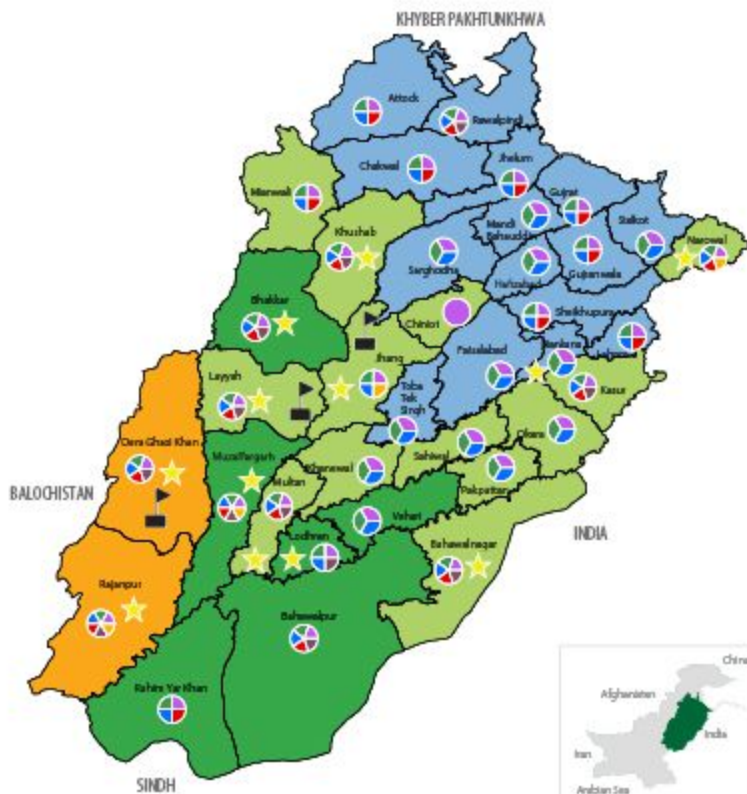 KHYBER PAKHTUNKHWA
Attock
Rawalpindi
Chakwal
Jhelum
Gujrat
Mianwali
Mandi
Bahauddin
Sialkot
Khushab
Narowal
Sarghodha
Hafizabad
Gujranwala
Bhakkar
Sheikhupura
Chiniot
Jhang
Faisalabad
Nankana
Lahore
Layyah
Toba
Tek
Singh
Kasur
Okara
Dera Ghazi Khan
Muzaffargarh
Khanewal
Sahiwal
Multan
Pakpattan
BALOCHISTAN
Lodhran
Vehari
INDIA
Bahawalnagar
Rajanpur
Bahawalpur
Rahim Yar Khan
China
Afghanistan
India
Iran
Arabian Sea
SINDH